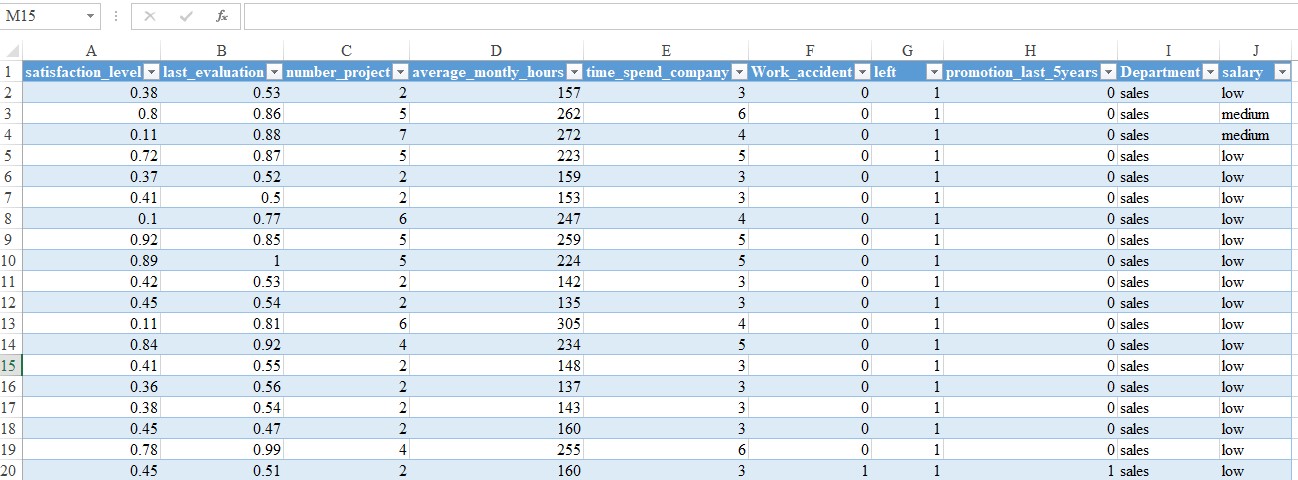 M15 fx
A B C D E F G H I J
1 satisfaction_level last_evaluation number_project average_montly_hours time_spend_company Work_accident left promotion_last_5years Department salary
2 0.38 0.53 2 157 3 0 1 0 sales low
3 0.8 0.86 5 262 6 0 1 0 sales medium
4 0.11 0.88 7 272 4 0 1 0 sales medium
5 0.72 0.87 5 223 5 0 1 0 sales low
6 0.37 0.52 2 159 3 0 1 0 sales low
7 0.41 0.5 2 153 3 0 1 0 sales low
8 0.1 0.77 6 247 4 0 1 0 sales low
9 0.92 0.85 5 259 5 0 1 0 sales low
10 0.89 1 5 224 5 0 1 0 sales low
11 0.42 0.53 2 142 3 0 1 0 sales low
12 0.45 0.54 2 135 3 0 1 0 sales low
13 0.11 0.81 6 305 4 0 1 0 sales low
14 0.84 0.92 4 234 5 0 1 0 sales low
15 0.41 0.55 2 148 3 0 1 0 sales low
16 0.36 0.56 2 137 3 0 1 0 sales low
17 0.38 0.54 2 143 3 0 1 0 sales low
18 0.45 0.47 2 160 3 0 1 0 sales low
19 0.78 0.99 4 255 6 0 1 0 sales low
20 0.45 0.51 2 160 3 1 1 1 sales low